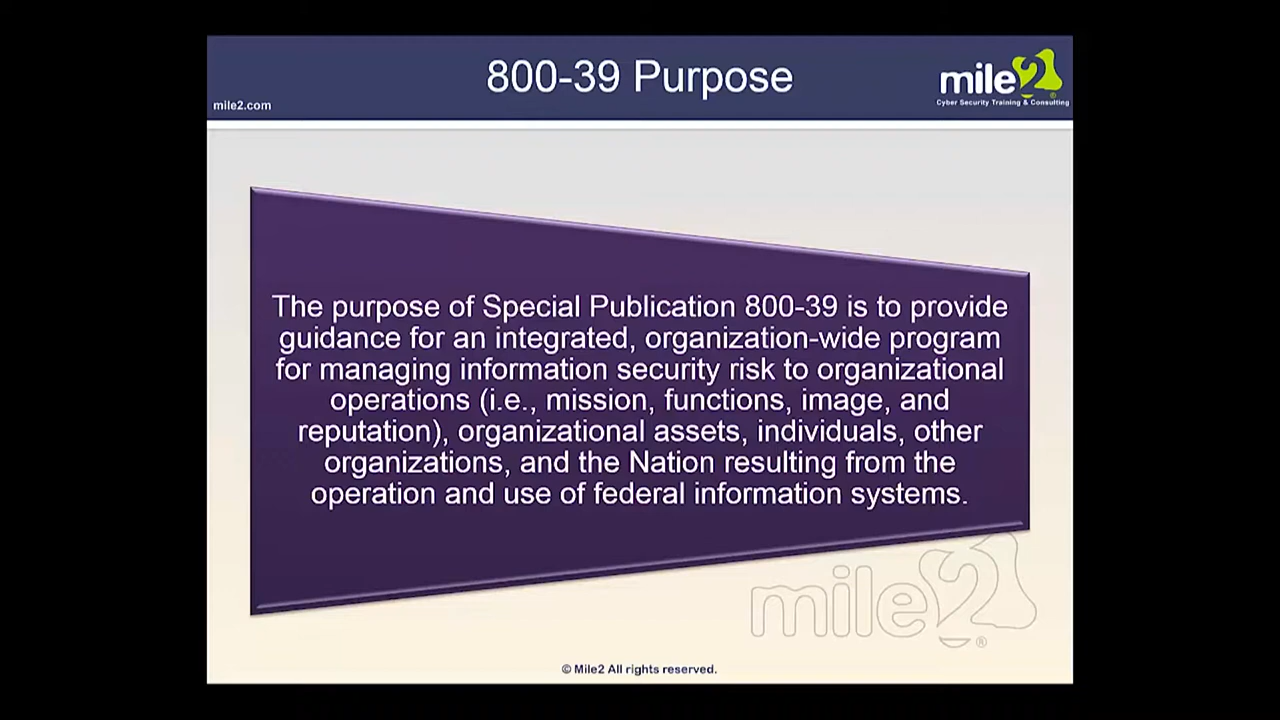 800-39 Purpose
mile2.com
mile2®
Cyber Security Training & Consulting
The purpose of Special Publication 800-39 is to provide
guidance for an integrated, organization-wide program
for managing information security risk to organizational
operations (i.e., mission, functions, image, and
reputation), organizational assets, individuals, other
organizations, and the Nation resulting from the
operation and use of federal information systems.
mile2®
© Mile2 All rights reserved.